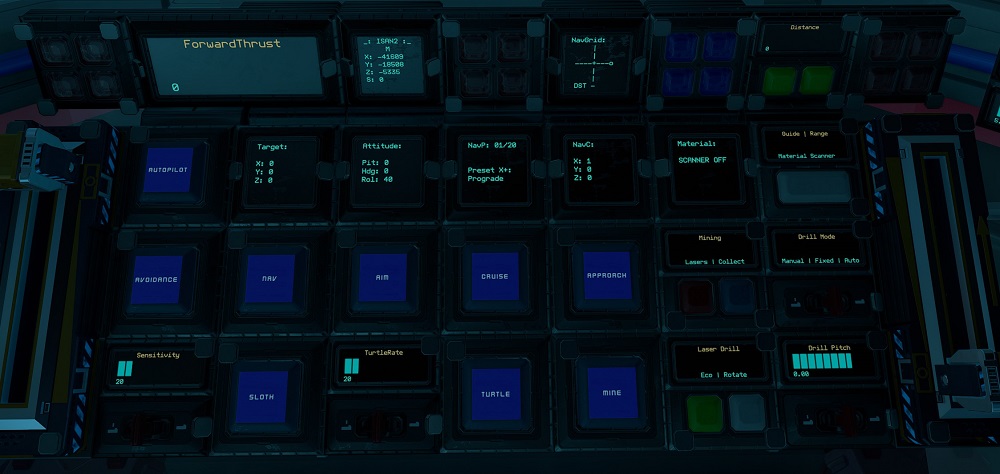 ForwardThrust
0
_: ISAN2 :_
M
X: -41609
Y: -18508
Z: -5335
S: 0
NavGrid:
DST -
Distance
0
AUTOPILOT
Target:
X: 0
Y: 0
Z: 0
Attitude:
Pit: 0
Hdg: 0
Rol: 40
NavP: 01/20
Preset X+:
Prograde
NavC:
X: 1
Y: 0
Z: 0
Material:
SCANNER OFF
Guide | Range
Material Scanner
AVOIDANCE
NAV
AIM
CRUISE
APPROACH
Mining
Lasers | Collect
Drill Mode
Manual | Fixed | Auto
Sensitivity
20
SLOTH
TurtleRate
20
TURTLE
MINE
Laser Drill
Eco | Rotate
Drill Pitch
0.00